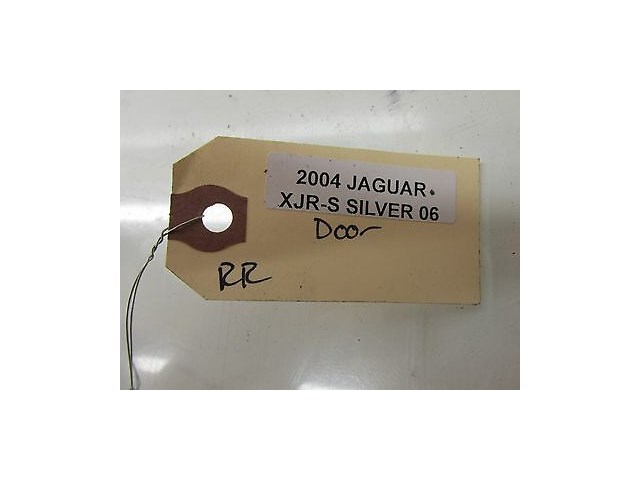 2004 JAGUAR
XJR-S SILVER 06
Door
RR